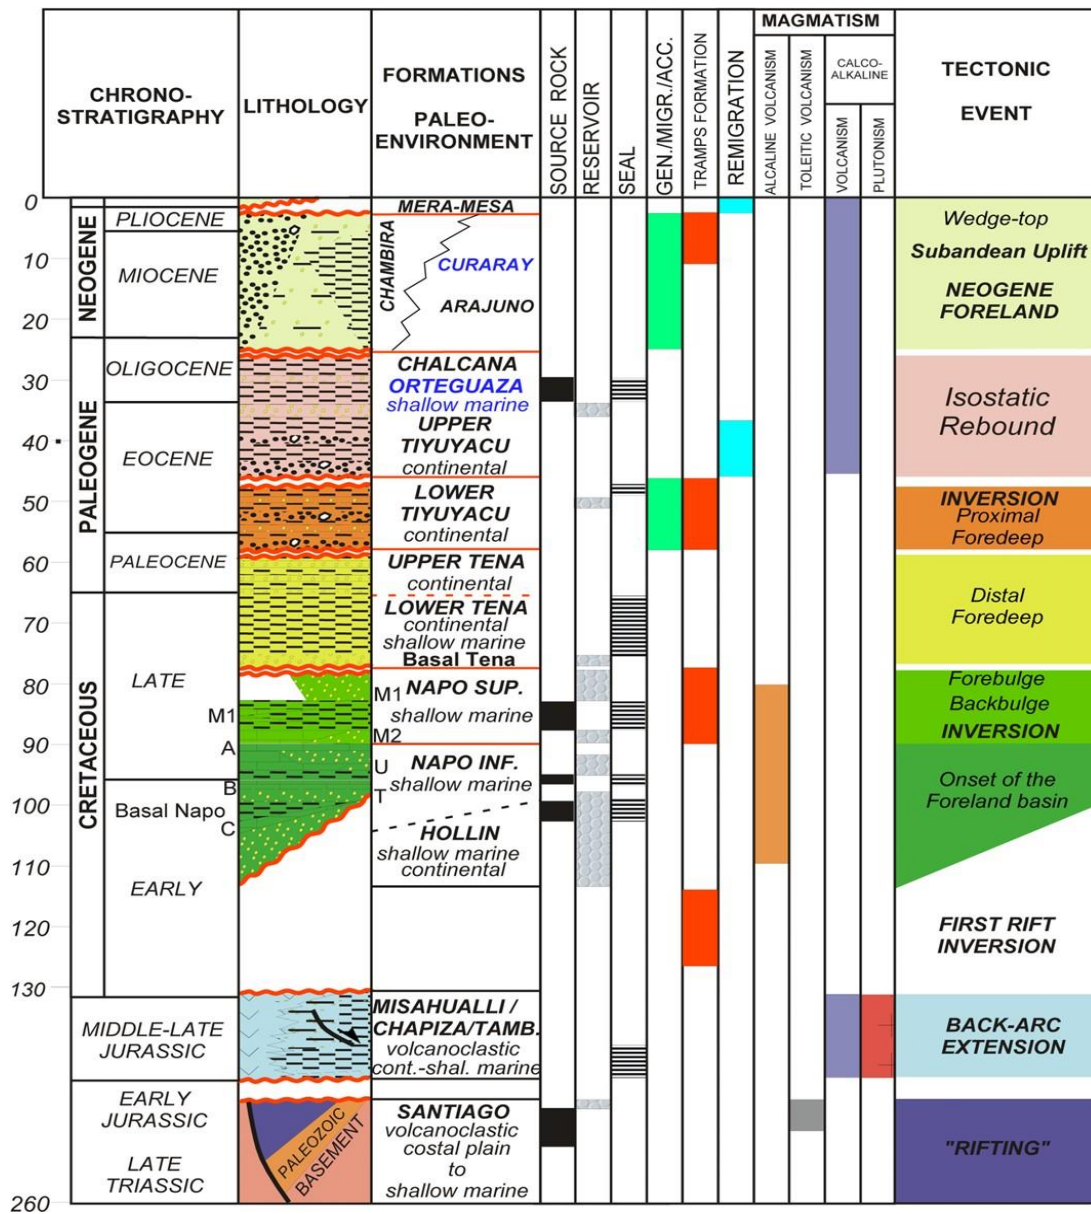 MAGMATISM
CHRONO-
STRATIGRAPHY
LITHOLOGY
FORMATIONS
PALEO-
ENVIRONMENT
SOURCE ROCK
RESERVOIR
SEAL
GEN./MIGR./ACC.
TRAMPS FORMATION
REMIGRATION
ALCALINE VOLCANISM
TOLEITIC VOLCANISM
CALCO-
ALKALINE
VOLCANISM
PLUTONISM
TECTONIC
EVENT
0
10
20
30
40
50
60
70
80
90
100
110
120
130
260
NEOGENE
PLIOCENE
MIOCENE
PALEOGENE
OLIGOCENE
EOCENE
PALEOCENE
CRETACEOUS
LATE
M1
A
B
Basal Napo
C
EARLY
MIDDLE-LATE
JURASSIC
EARLY
JURASSIC
LATE
TRIASSIC
PALEOZOIC
BASEMENT
MERA-MESA
CHAMBIRA
CURARAY
ARAJUNO
CHALCANA
ORTEGUAZA
shallow marine
UPPER
TIYUYACU
continental
LOWER
TIYUYACU
continental
UPPER TENA
continental
LOWER TENA
continental
shallow marine
Basal Tena
M1 NAPO SUP.
shallow marine
M2
NAPO INF.
U
shallow marine
T
HOLLIN
shallow marine
continental
MISAHUALLI /
CHAPIZA/TAMB.
volcanoclastic
cont.-shal. marine
SANTIAGO
volcanoclastic
costal plain
to
shallow marine
Wedge-top
Subandean Uplift
NEOGENE
FORELAND
Isostatic
Rebound
INVERSION
Proximal
Foredeep
Distal
Foredeep
Forebulge
Backbulge
INVERSION
Onset of the
Foreland basin
FIRST RIFT
INVERSION
BACK-ARC
EXTENSION
"RIFTING"